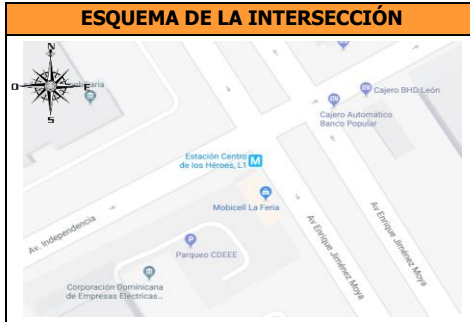 ESQUEMA DE LA INTERSECCIÓN
N
O
E
S
Cajero BHD León
Cajero Automático
Banco Popular
Estación Centro
de los Héroes, L1
M
Mobicell La Feria
Av. Independencia
Av Enrique Jiménez Moya
Av Enrique Jiménez Moya
P
Parqueo CDEEE
Corporación Dominicana
de Empresas Eléctricas...